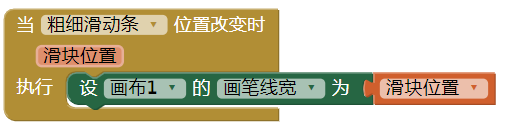 当 粗细滑动条 位置改变时
滑块位置
执行 设 画布1 的 画笔线宽 为 滑块位置